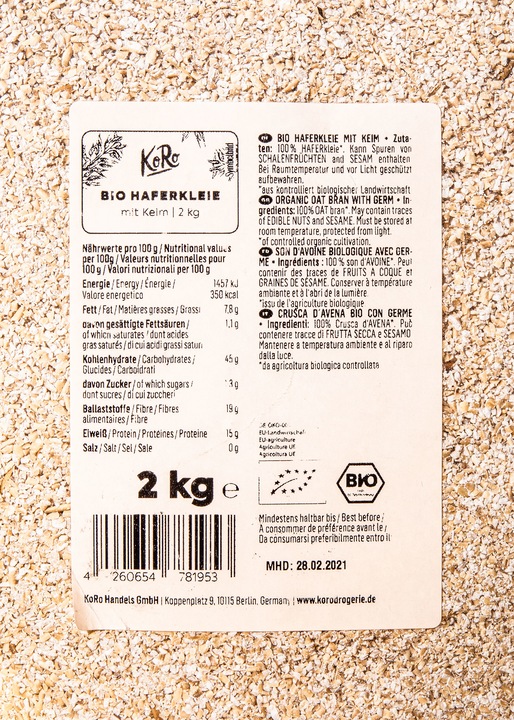 KoRo
Symbolbild
BIO HAFERKLEIE
mit Keim | 2 kg
Nährwerte pro 100 g / Nutritional values
per 100g / Valeurs nutritionnelles pour
100 g / Valori nutrizionali per 100 g
Energie / Energy / Énergie / 1457 kJ
Valore energetico 350 kcal
Fett / Fat / Matières grasses / Grassi 7,8 g
davon gesättigte Fettsäuren / 1,1 g
of which saturates / dont acides
gras saturés / di cui acidi grassi saturi
Kohlenhydrate / Carbohydrates / 45 g
Glucides / Carboidrati
davon Zucker / of which sugars / 3 g
dont sucres / di cui zuccheri
Ballaststoffe / Fibre / Fibres 19 g
alimentaires / Fibre
Eiweiß / Protein / Protéines / Proteine 15 g
Salz / Salt / Sel / Sale 0 g
2 kg e
4 260654 781953
KoRo Handels GmbH | Koppenplatz 9, 10115 Berlin, Germany | www.korodrogerie.de
BIO HAFERKLEIE MIT KEIM • Zuta-
ten: 100% „HAFERkleie*. Kann Spuren von
SCHALENFRÜCHTEN und SESAM enthalten
Bei Raumtemperatur und vor Licht geschützt
aufbewahren.
*aus kontrolliert biologischer Landwirtschaft
ORGANIC OAT BRAN WITH GERM • In-
gredients: 100% OAT bran*. May contain traces
of EDIBLE NUTS and SESAME. Must be stored at
room temperature, protected from light.
*of controlled organic cultivation.
SON D'AVOINE BIOLOGIQUE AVEC GER-
ME • Ingrédients : 100 % son d'AVOINE*. Peut
contenir des traces de FRUITS A COQUE et
GRAINES DE SÉSAME. Conserver à température
ambiante et à l'abri de la lumière.
*issu de l'agriculture biologique
CRUSCA D'AVENA BIO CON GERME
• Ingredienti: 100% Crusca d'AVENA*. Può
contenere tracce di FRUTTA SECCA e SESAMO
Mantenere a temperatura ambiente e al riparo
dalla luce.
*da agricoltura biologica controllata
EU-Landwirtschaft
EU-agriculture
Agriculture UE
Agricoltura UE
BIO
Mindestens haltbar bis / Best before /
A consommer de préférence avant le /
Da consumarsi preferibilmente entro il
MHD: 28.02.2021